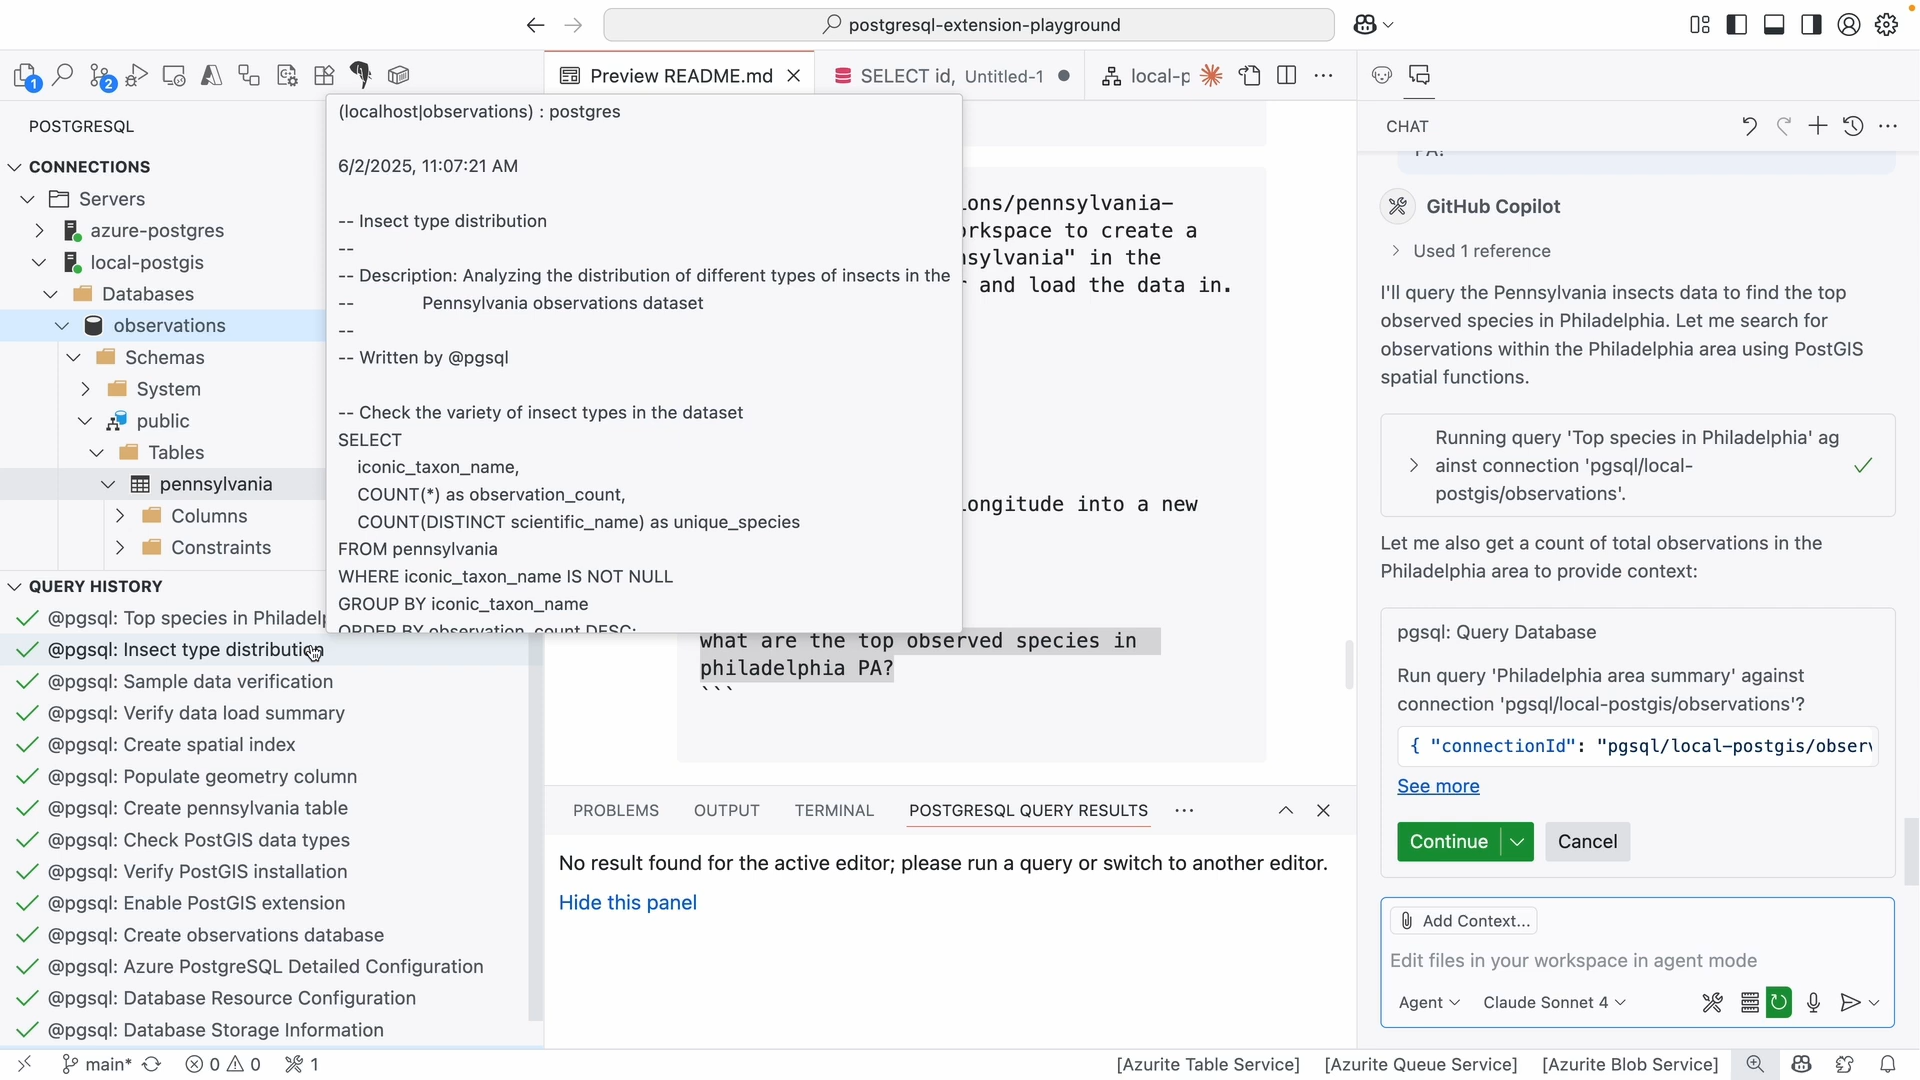 postgresql-extension-playground
1
2
Preview README.md
SELECT id, Untitled-1
local-p
POSTGRESQL
CONNECTIONS
Servers
azure-postgres
local-postgis
Databases
observations
Schemas
System
public
Tables
pennsylvania
Columns
Constraints
QUERY HISTORY
@pgsql: Top species in Philadelp
@pgsql: Insect type distribution
@pgsql: Sample data verification
@pgsql: Verify data load summary
@pgsql: Create spatial index
@pgsql: Populate geometry column
@pgsql: Create pennsylvania table
@pgsql: Check PostGIS data types
@pgsql: Verify PostGIS installation
@pgsql: Enable PostGIS extension
@pgsql: Create observations database
@pgsql: Azure PostgreSQL Detailed Configuration
@pgsql: Database Resource Configuration
@pgsql: Database Storage Information
(localhost|observations) : postgres
6/2/2025, 11:07:21 AM
-- Insect type distribution
--
-- Description: Analyzing the distribution of different types of insects in the
-- Pennsylvania observations dataset
--
-- Written by @pgsql
-- Check the variety of insect types in the dataset
SELECT
iconic_taxon_name,
COUNT(*) as observation_count,
COUNT(DISTINCT scientific_name) as unique_species
FROM pennsylvania
WHERE iconic_taxon_name IS NOT NULL
GROUP BY iconic_taxon_name
ORDER BY observation_count DESC;
ions/pennsylvania-
orkspace to create a
nsylvania" in the
r and load the data in.
longitude into a new
what are the top observed species in
philadelphia PA?
```
PROBLEMS OUTPUT TERMINAL POSTGRESQL QUERY RESULTS
No result found for the active editor; please run a query or switch to another editor.
Hide this panel
CHAT
PA?
GitHub Copilot
Used 1 reference
I'll query the Pennsylvania insects data to find the top
observed species in Philadelphia. Let me search for
observations within the Philadelphia area using PostGIS
spatial functions.
Running query 'Top species in Philadelphia' ag
ainst connection 'pgsql/local-
postgis/observations'.
Let me also get a count of total observations in the
Philadelphia area to provide context:
pgsql: Query Database
Run query 'Philadelphia area summary' against
connection 'pgsql/local-postgis/observations'?
{ "connectionId": "pgsql/local-postgis/observ
See more
Continue
Cancel
Add Context...
Edit files in your workspace in agent mode
Agent
Claude Sonnet 4
main*
0
0
1
[Azurite Table Service]
[Azurite Queue Service]
[Azurite Blob Service]